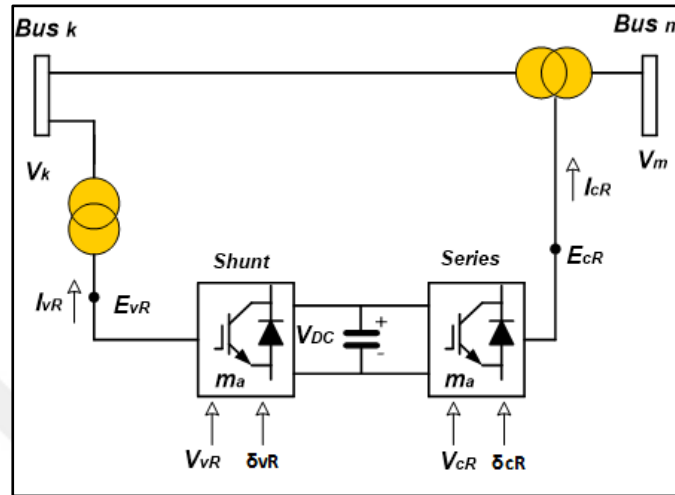 Bus k
Bus n
Vk
Vm
IcR
EcR
Shunt
Series
IvR
EvR
VDC
+
-
ma
ma
VvR
δvR
VcR
δcR